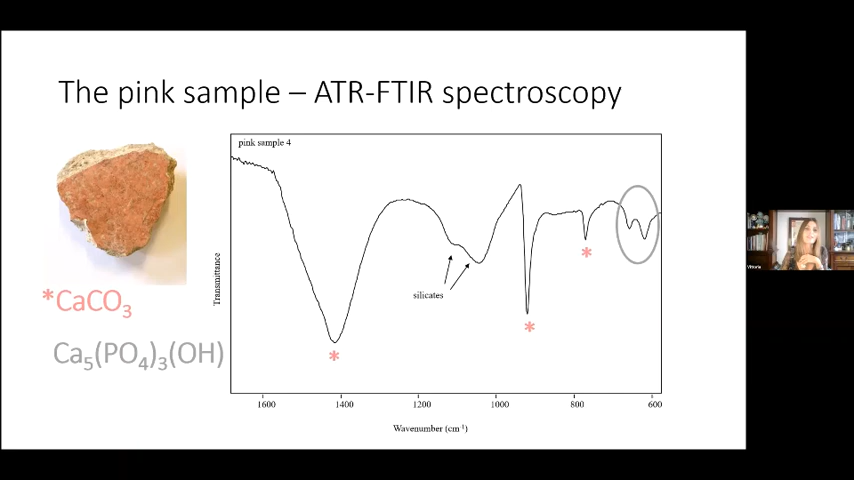 The pink sample – ATR-FTIR spectroscopy
pink sample 4
*CaCO₃
Ca₅(PO₄)₃(OH)
Transmittance
silicates
*
*
*
1600 1400 1200 1000 800 600
Wavenumber (cm⁻¹)
Vittoria